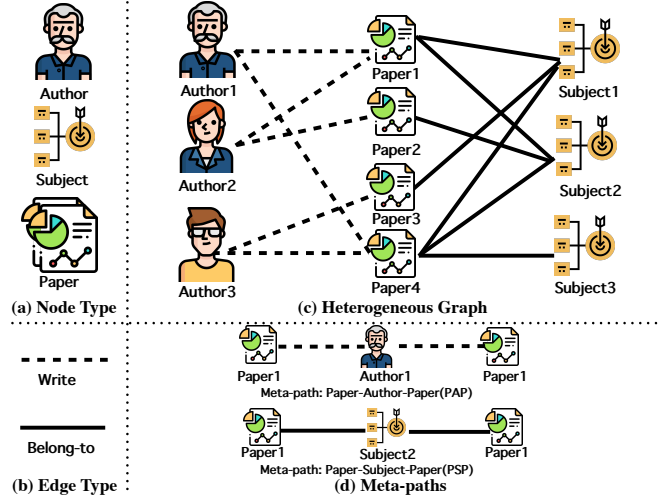 Author
Subject
Paper
(a) Node Type
Author1
Author2
Author3
Paper1
Paper2
Paper3
Paper4
Subject1
Subject2
Subject3
(c) Heterogeneous Graph
Write
Belong-to
(b) Edge Type
Paper1 Author1 Paper1
Meta-path: Paper-Author-Paper(PAP)
Paper1 Subject2 Paper1
Meta-path: Paper-Subject-Paper(PSP)
(d) Meta-paths